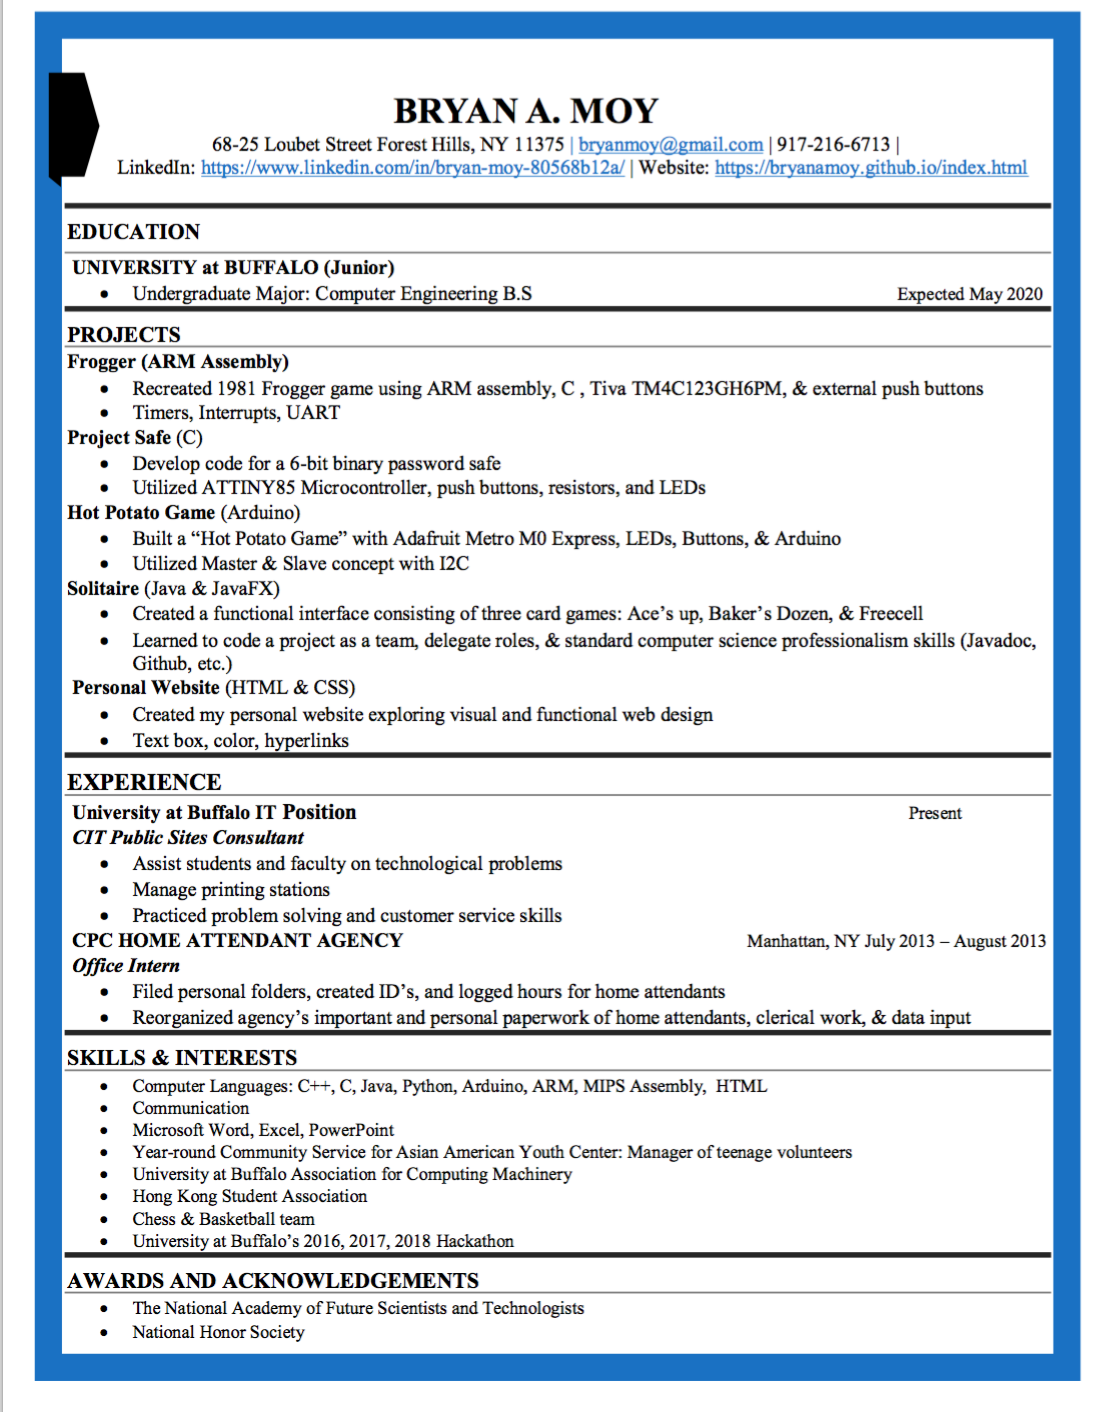 BRYAN A. MOY
68-25 Loubet Street Forest Hills, NY 11375 | bryanmoy@gmail.com | 917-216-6713 |
LinkedIn: https://www.linkedin.com/in/bryan-moy-80568b12a/ | Website: https://bryanamoy.github.io/index.html
EDUCATION
UNIVERSITY at BUFFALO (Junior)
• Undergraduate Major: Computer Engineering B.S Expected May 2020
PROJECTS
Frogger (ARM Assembly)
• Recreated 1981 Frogger game using ARM assembly, C , Tiva TM4C123GH6PM, & external push buttons
• Timers, Interrupts, UART
Project Safe (C)
• Develop code for a 6-bit binary password safe
• Utilized ATTINY85 Microcontroller, push buttons, resistors, and LEDs
Hot Potato Game (Arduino)
• Built a “Hot Potato Game” with Adafruit Metro M0 Express, LEDs, Buttons, & Arduino
• Utilized Master & Slave concept with I2C
Solitaire (Java & JavaFX)
• Created a functional interface consisting of three card games: Ace’s up, Baker’s Dozen, & Freecell
• Learned to code a project as a team, delegate roles, & standard computer science professionalism skills (Javadoc,
Github, etc.)
Personal Website (HTML & CSS)
• Created my personal website exploring visual and functional web design
• Text box, color, hyperlinks
EXPERIENCE
University at Buffalo IT Position Present
CIT Public Sites Consultant
• Assist students and faculty on technological problems
• Manage printing stations
• Practiced problem solving and customer service skills
CPC HOME ATTENDANT AGENCY Manhattan, NY July 2013 – August 2013
Office Intern
• Filed personal folders, created ID’s, and logged hours for home attendants
• Reorganized agency’s important and personal paperwork of home attendants, clerical work, & data input
SKILLS & INTERESTS
• Computer Languages: C++, C, Java, Python, Arduino, ARM, MIPS Assembly, HTML
• Communication
• Microsoft Word, Excel, PowerPoint
• Year-round Community Service for Asian American Youth Center: Manager of teenage volunteers
• University at Buffalo Association for Computing Machinery
• Hong Kong Student Association
• Chess & Basketball team
• University at Buffalo’s 2016, 2017, 2018 Hackathon
AWARDS AND ACKNOWLEDGEMENTS
• The National Academy of Future Scientists and Technologists
• National Honor Society